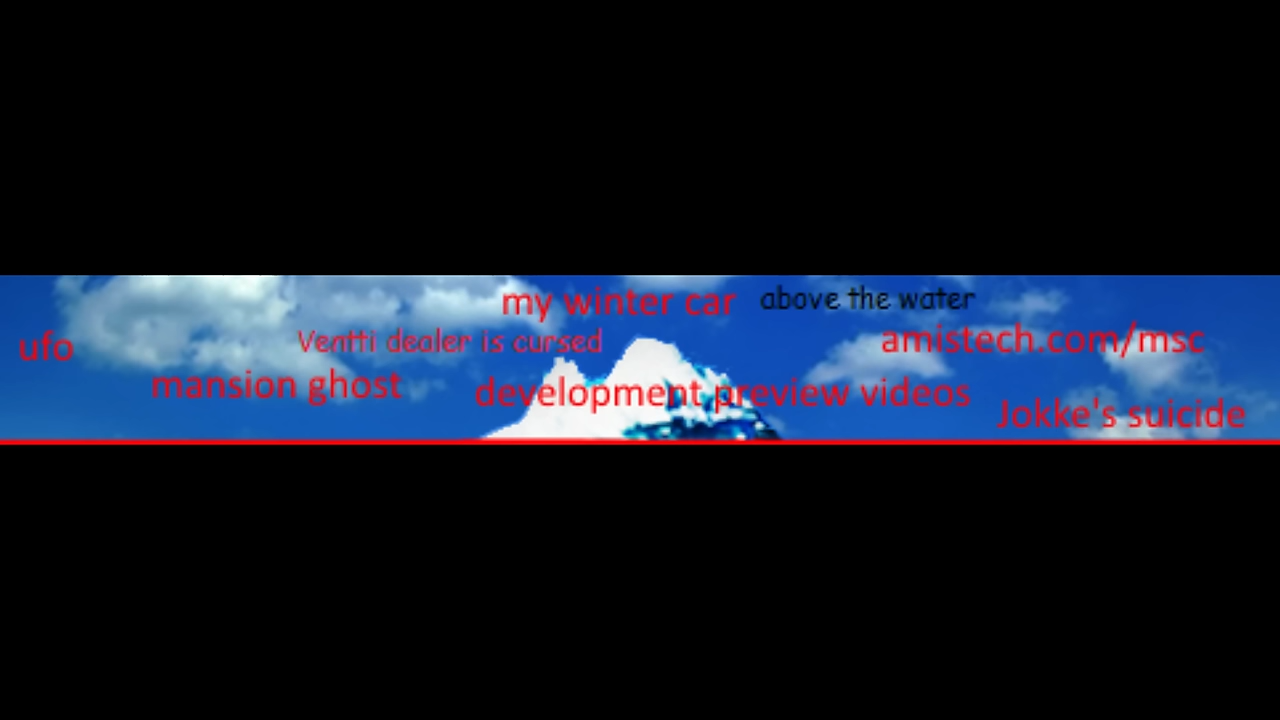 my winter car
above the water
ufo
Ventti dealer is cursed
amistech.com/msc
mansion ghost
development preview videos
Jokke's suicide